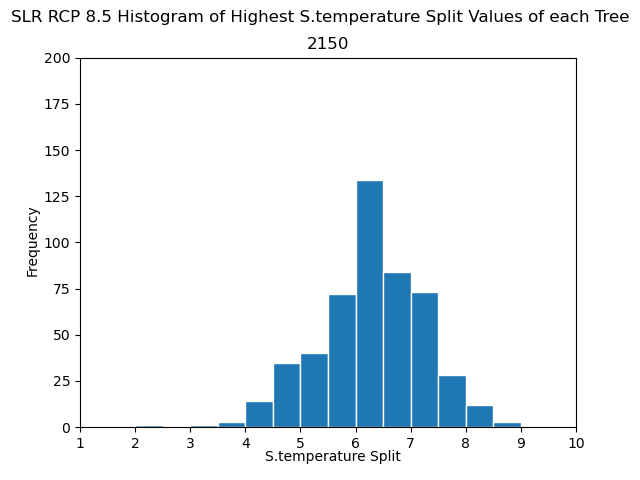 SLR RCP 8.5 Histogram of Highest S.temperature Split Values of each Tree
2150
200
175
150
125
100
75
50
25
0
Frequency
1 2 3 4 5 6 7 8 9 10
S.temperature Split